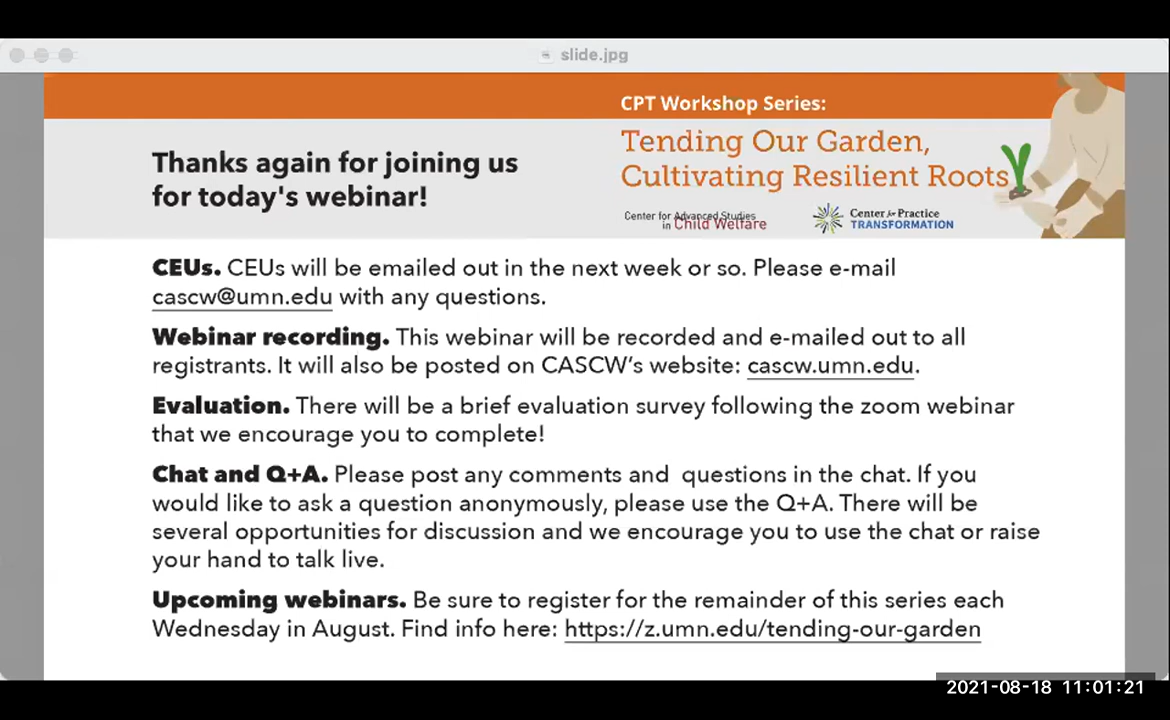 slide.jpg
CPT Workshop Series:
Tending Our Garden,
Cultivating Resilient Roots
Thanks again for joining us
for today's webinar!
Center for Advanced Studies
in Child Welfare
Center for Practice
TRANSFORMATION
CEUs. CEUs will be emailed out in the next week or so. Please e-mail
cascw@umn.edu with any questions.
Webinar recording. This webinar will be recorded and e-mailed out to all
registrants. It will also be posted on CASCW’s website: cascw.umn.edu.
Evaluation. There will be a brief evaluation survey following the zoom webinar
that we encourage you to complete!
Chat and Q+A. Please post any comments and  questions in the chat. If you
would like to ask a question anonymously, please use the Q+A. There will be
several opportunities for discussion and we encourage you to use the chat or raise
your hand to talk live.
Upcoming webinars. Be sure to register for the remainder of this series each
Wednesday in August. Find info here: https://z.umn.edu/tending-our-garden
2021-08-18 11:01:21